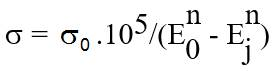 σ = σ₀ .10⁵/(E₀ⁿ - Eⱼⁿ )